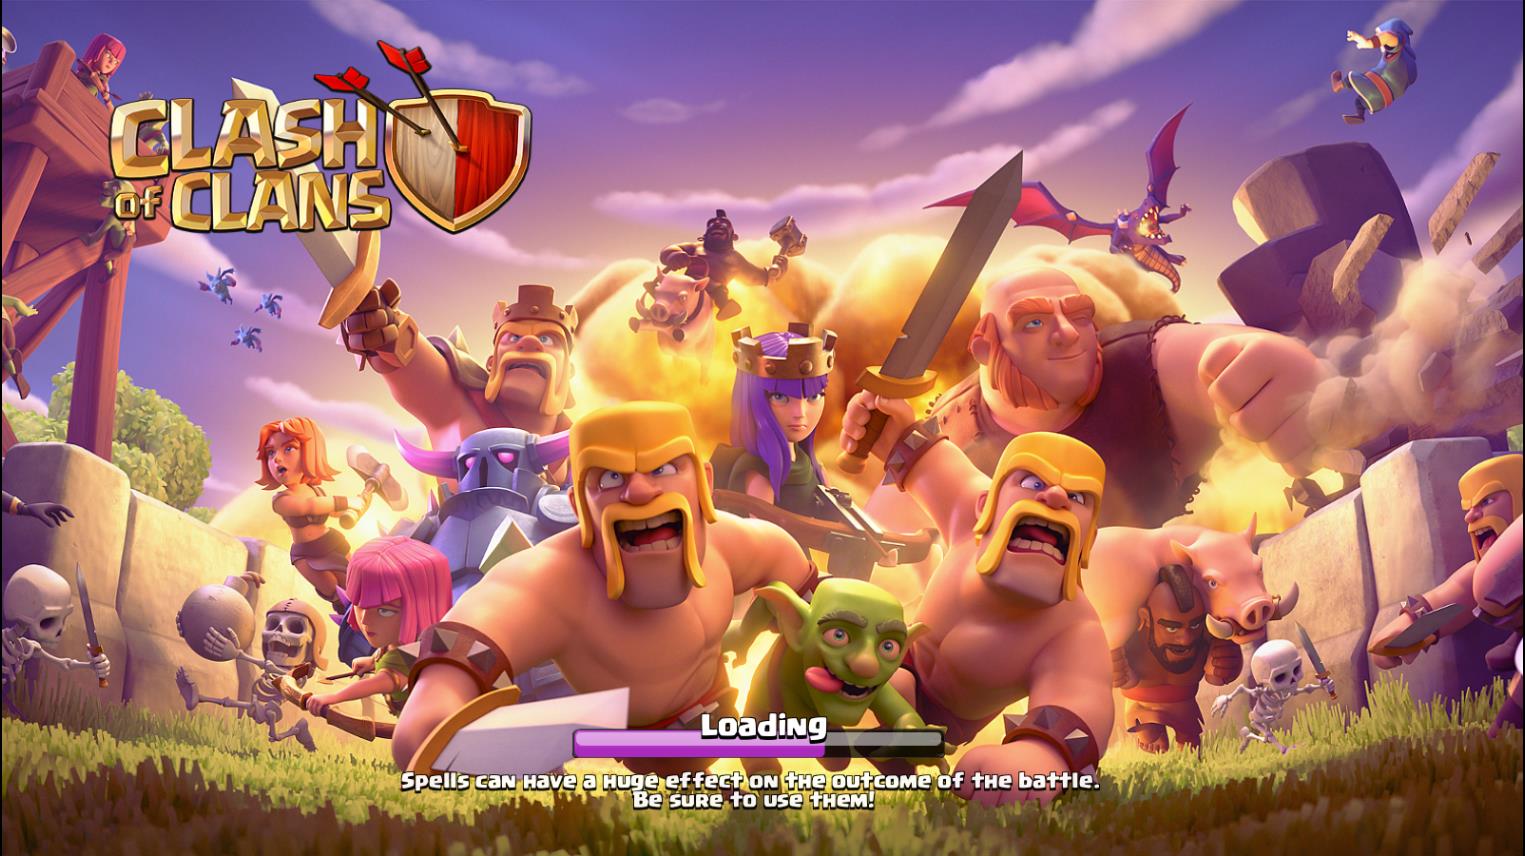 CLASH
OF CLANS
Loading
Spells can have a huge effect on the outcome of the battle.
Be sure to use them!